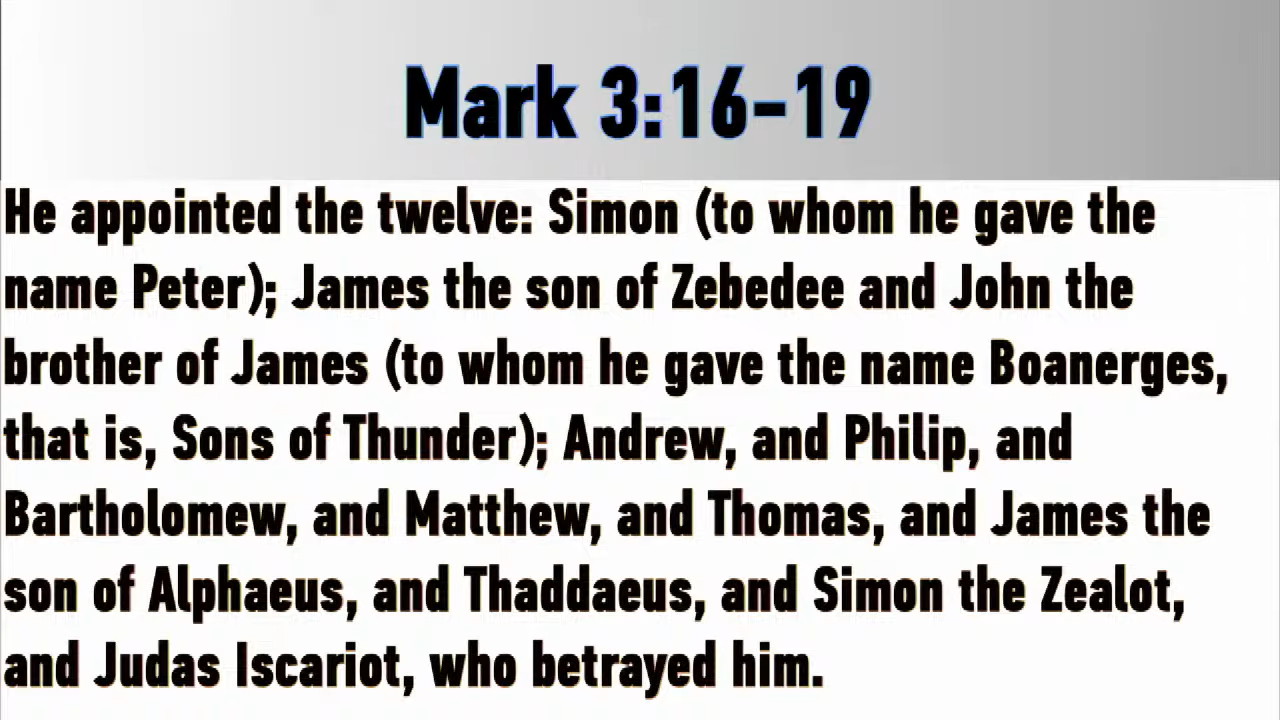 Mark 3:16–19
He appointed the twelve: Simon (to whom he gave the
name Peter); James the son of Zebedee and John the
brother of James (to whom he gave the name Boanerges,
that is, Sons of Thunder); Andrew, and Philip, and
Bartholomew, and Matthew, and Thomas, and James the
son of Alphaeus, and Thaddaeus, and Simon the Zealot,
and Judas Iscariot, who betrayed him.